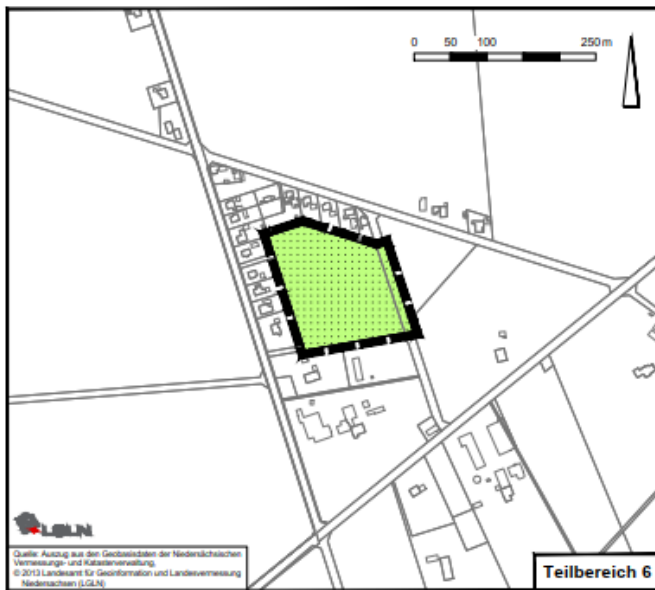 0 50 100 250 m
LGLN
Quelle: Auszug aus den Geobasisdaten der Niedersächsischen
Vermessungs- und Katasterverwaltung,
© 2013 Landesamt für Geoinformation und Landesvermessung
Niedersachsen (LGLN)
Teilbereich 6